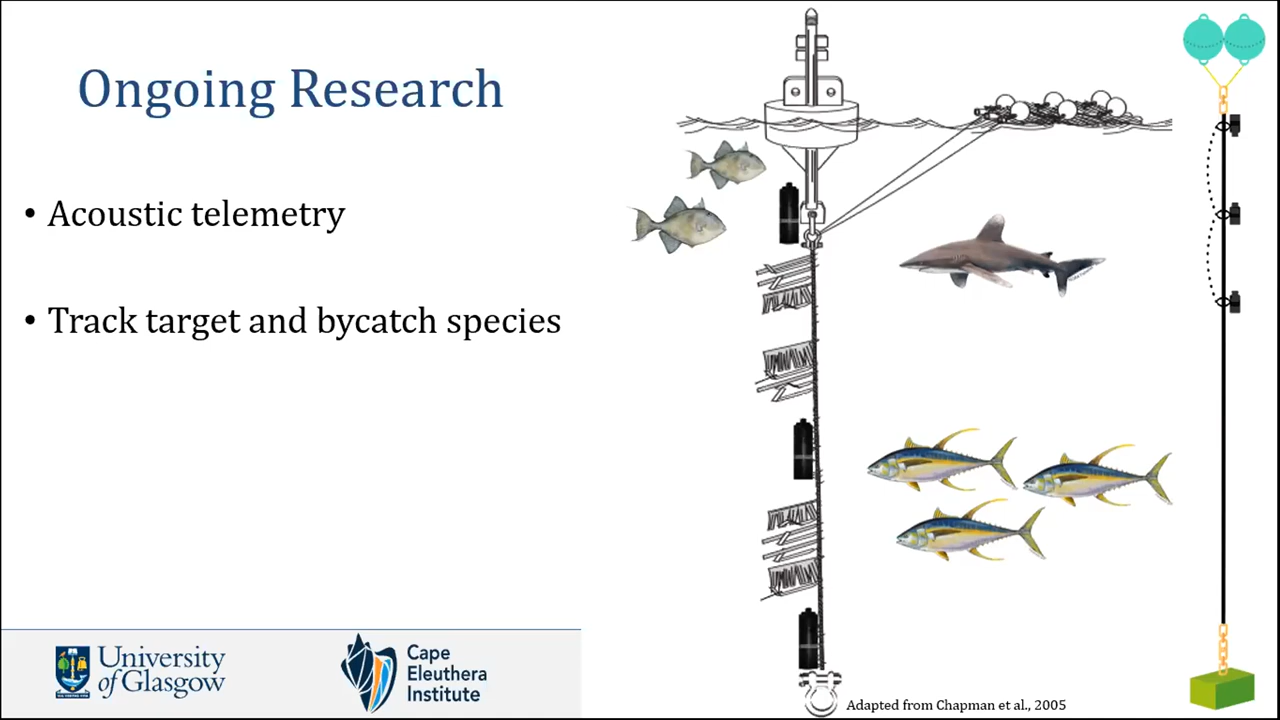 Ongoing Research
• Acoustic telemetry
• Track target and bycatch species
University
of Glasgow
Cape
Eleuthera
Institute
Adapted from Chapman et al., 2005